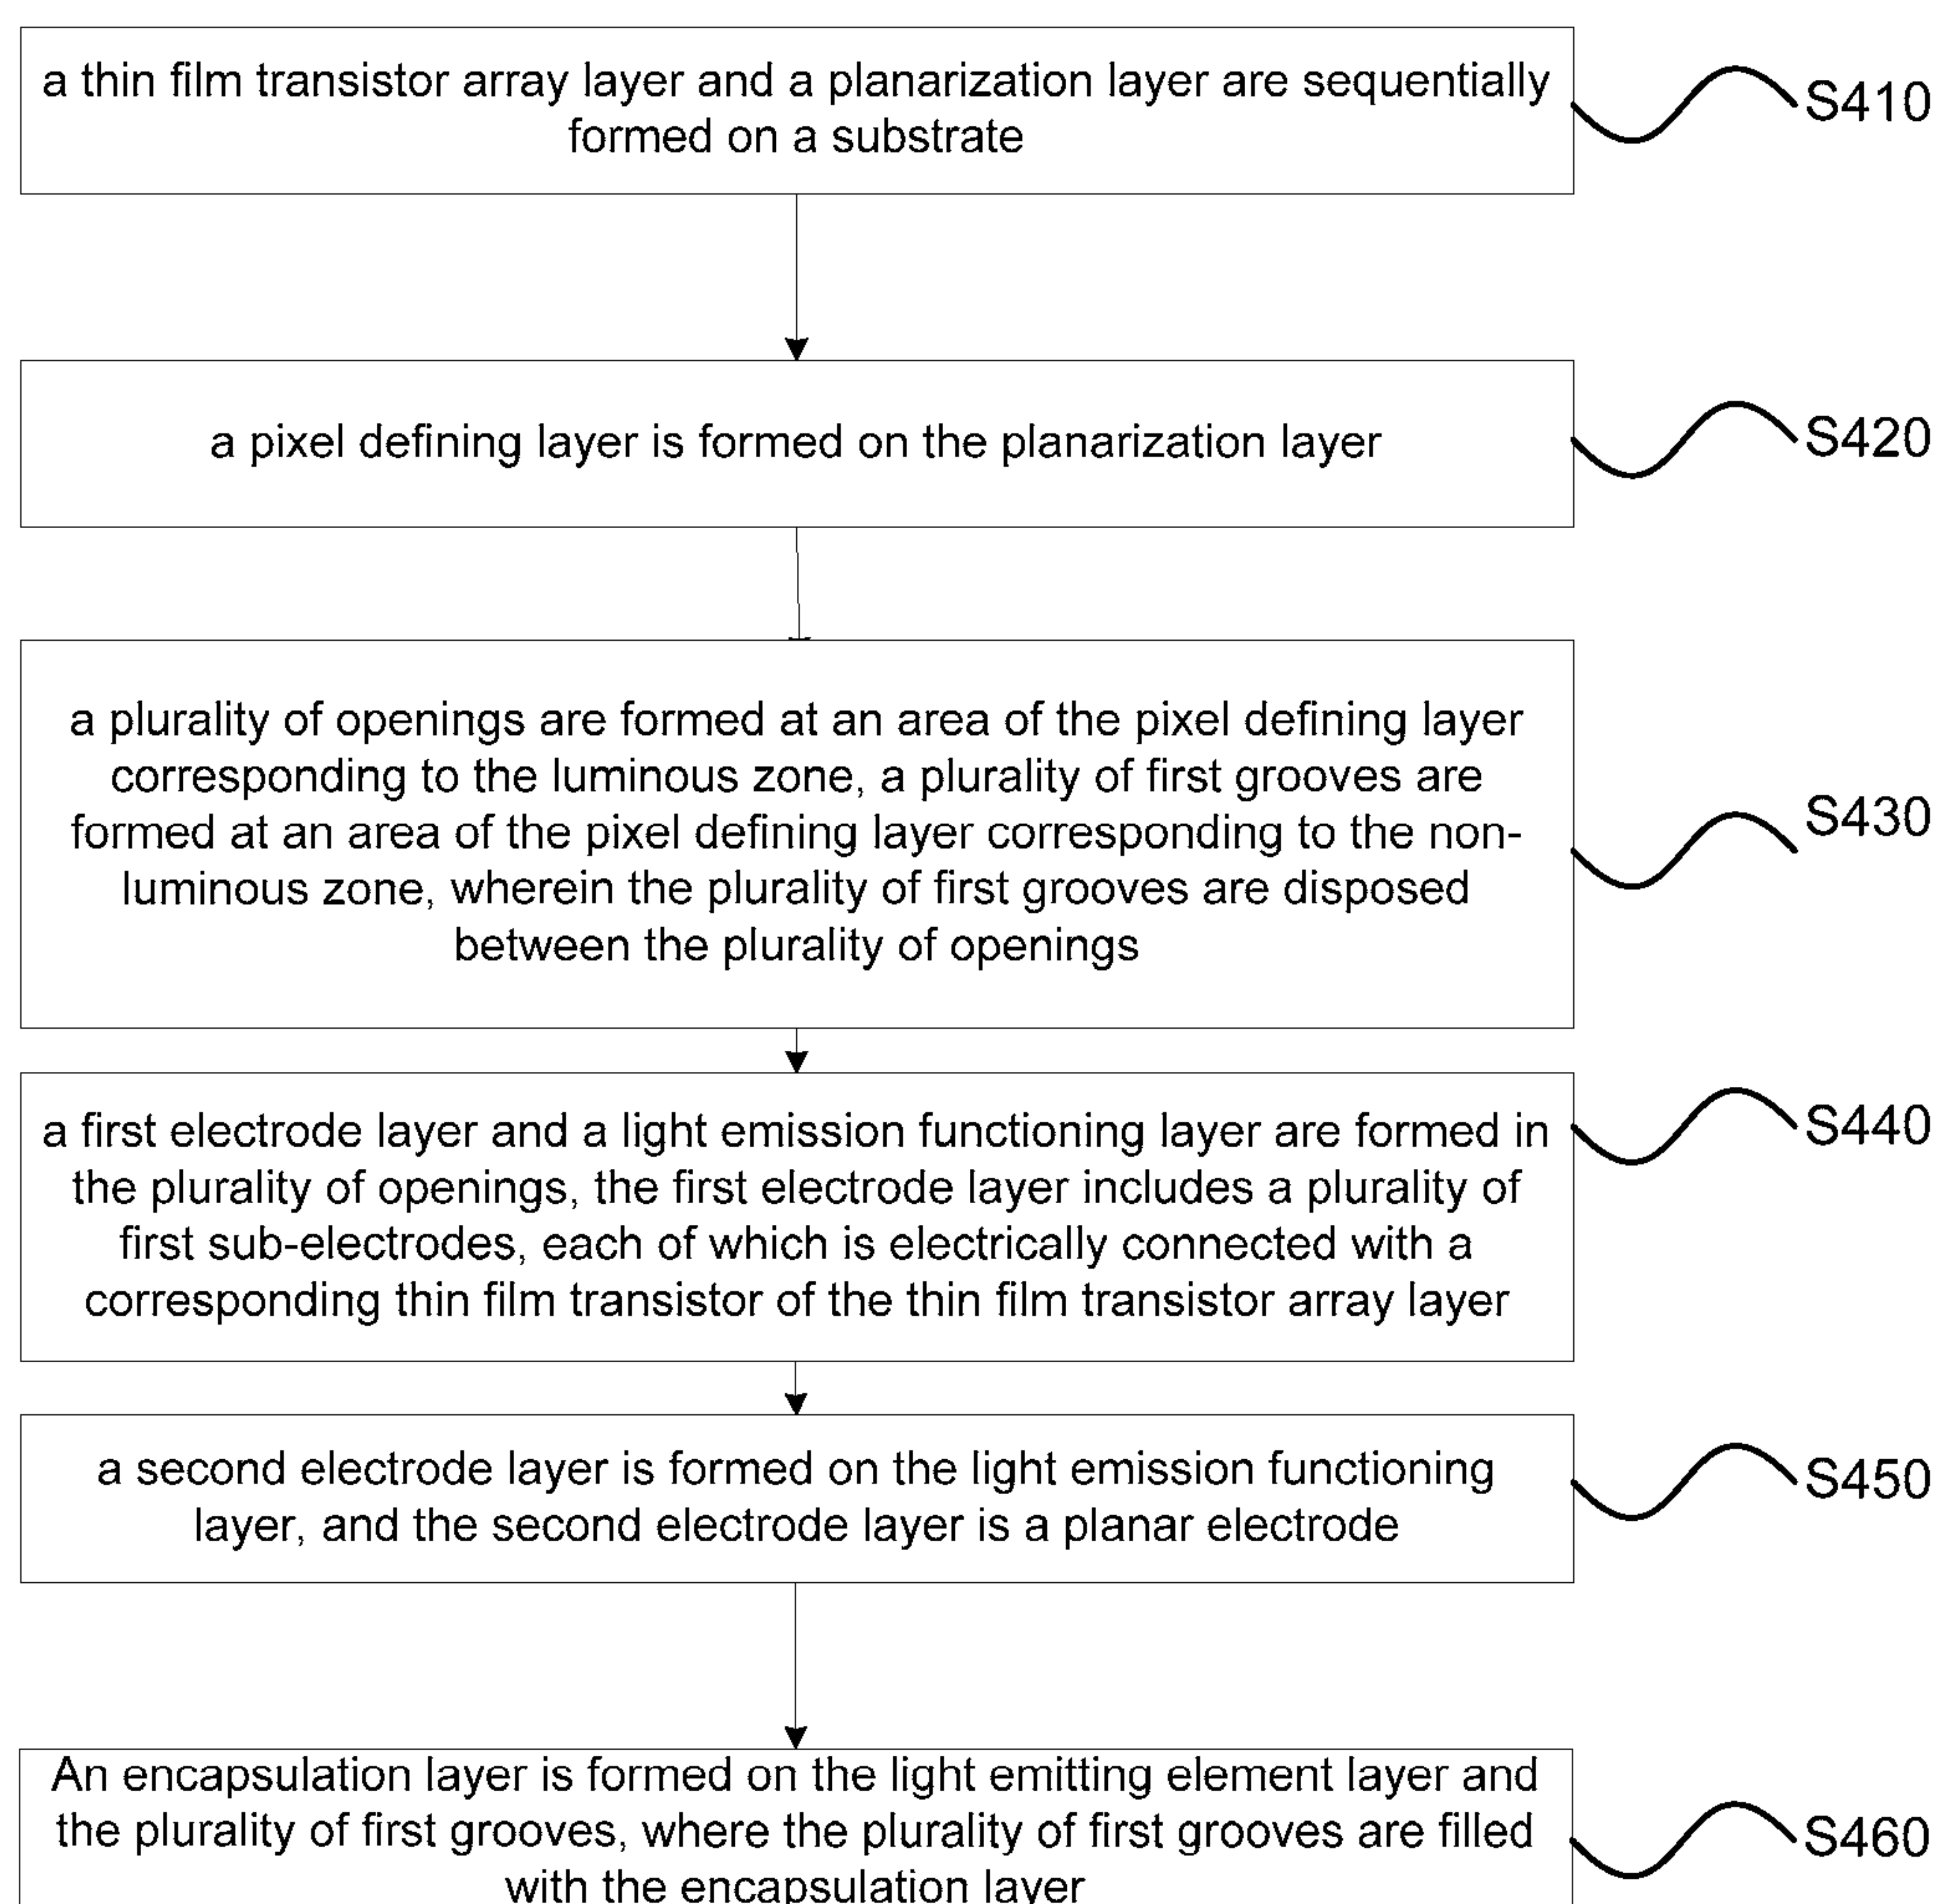 a thin film transistor array layer and a planarization layer are sequentially
formed on a substrate
S410
a pixel defining layer is formed on the planarization layer
S420
a plurality of openings are formed at an area of the pixel defining layer
corresponding to the luminous zone, a plurality of first grooves are
formed at an area of the pixel defining layer corresponding to the non-
luminous zone, wherein the plurality of first grooves are disposed
between the plurality of openings
S430
a first electrode layer and a light emission functioning layer are formed in
the plurality of openings, the first electrode layer includes a plurality of
first sub-electrodes, each of which is electrically connected with a
corresponding thin film transistor of the thin film transistor array layer
S440
a second electrode layer is formed on the light emission functioning
layer, and the second electrode layer is a planar electrode
S450
An encapsulation layer is formed on the light emitting element layer and
the plurality of first grooves, where the plurality of first grooves are filled
with the encapsulation layer
S460